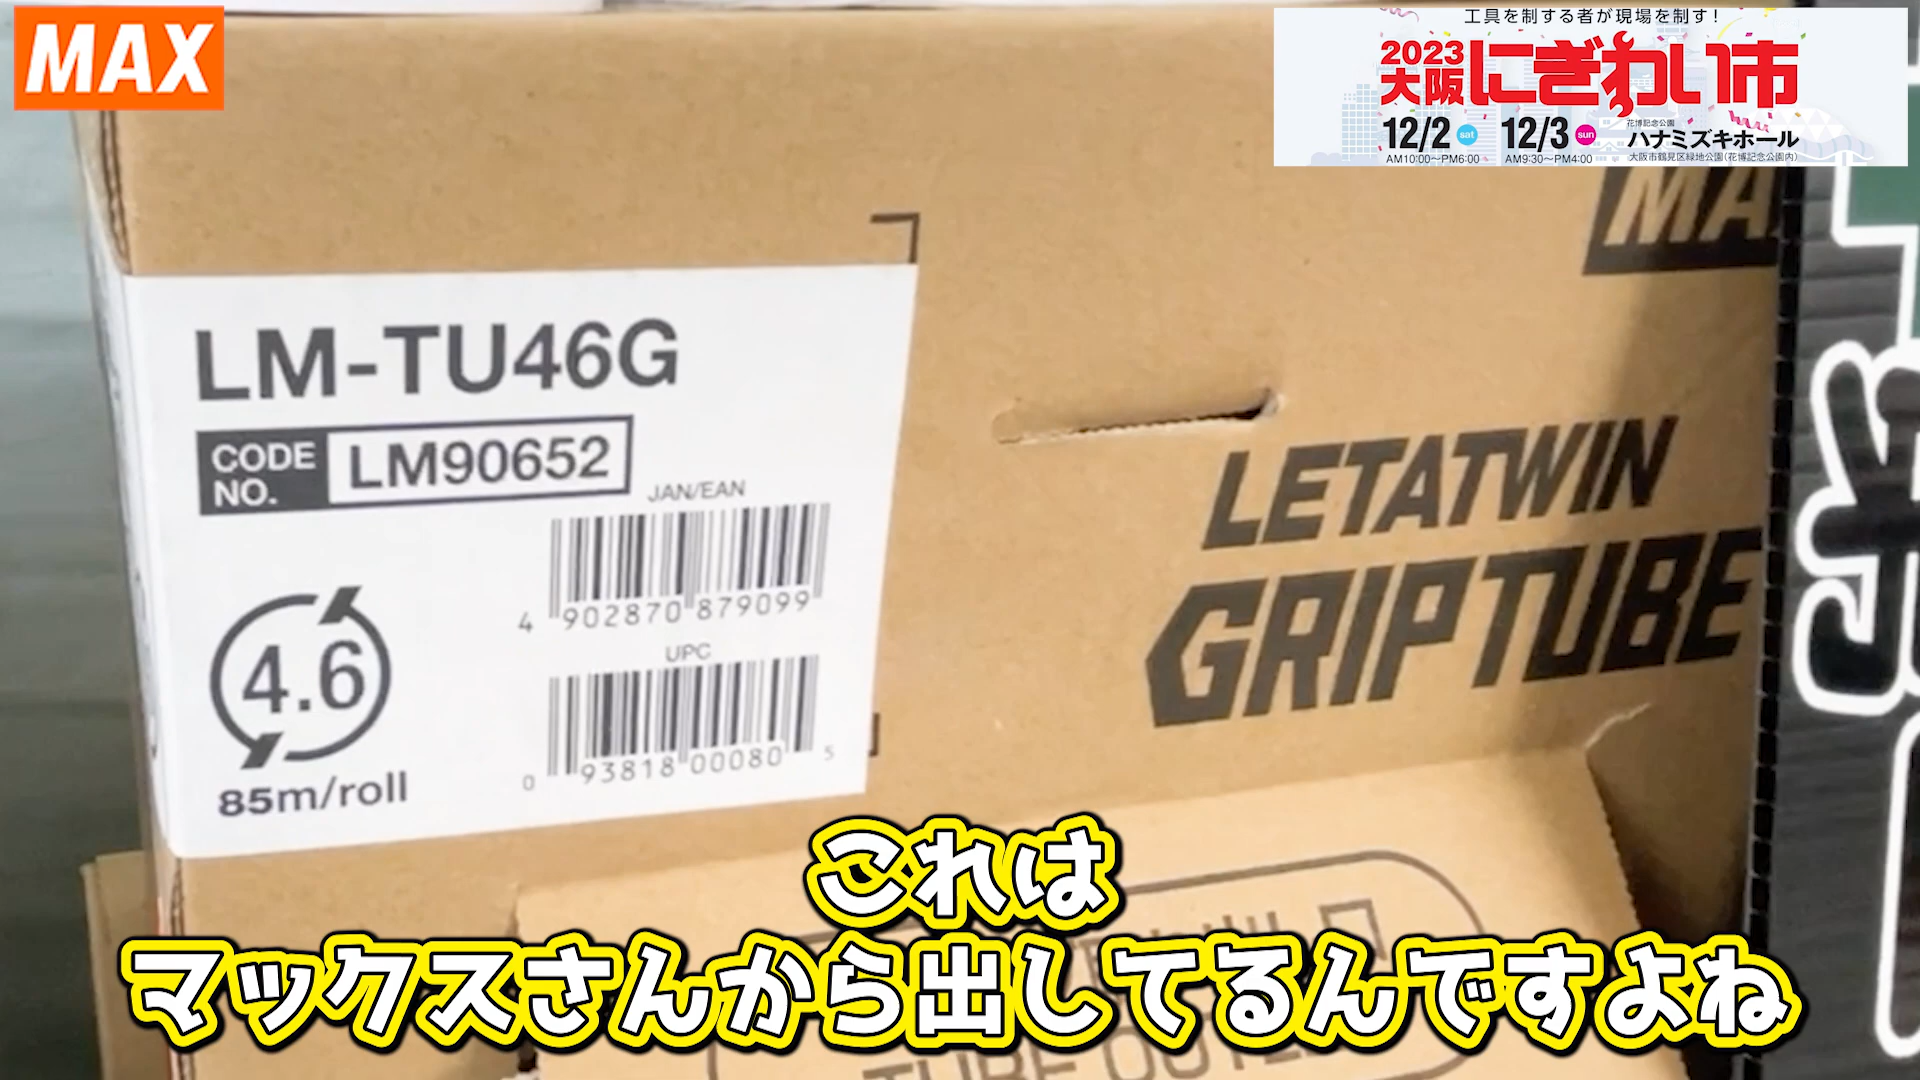 MAX
工具を制する者が現場を制す!
2023
大阪
にぎわい市
12/2 sat
AM10:00～PM6:00
12/3 sun
AM9:30～PM4:00
花博記念公園
ハナミズキホール
大阪市鶴見区緑地公園(花博記念公園内)
MA
LM-TU46G
CODE NO.
LM90652
JAN/EAN
4 902870 879099
UPC
0 93818 00080 5
4.6
85m/roll
LETATWIN
GRIPTUBE
これは
マックスさんから出してるんですよね